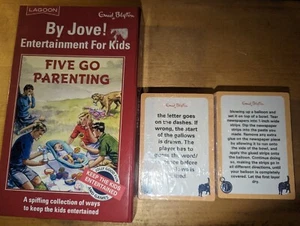 LAGOON
Enid Blyton
By Jove!
Entertainment For Kids
FIVE GO
PARENTING
KEEP THE KIDS
ENTERTAINED
A spiffing collection of ways
to keep the kids entertained
Enid Blyton
the letter goes
on the dashes. If
wrong, the start
of the gallows
is drawn. The
player has to
the word/
before
is
Enid Blyton
blowing up a balloon and
set it on top of a bowl. Tear
newspapers into 1 inch wide
strips. Dip the newspaper
strips into the paste you
made. Remove any extra
glue on the newspaper strips
by allowing it to ooze onto
the side of the bowl. Then
apply the glued strips onto
the balloon. Continue doing
so, making the strips go in
all different directions, until
your balloon is completely
covered. Let the first layer
dry.